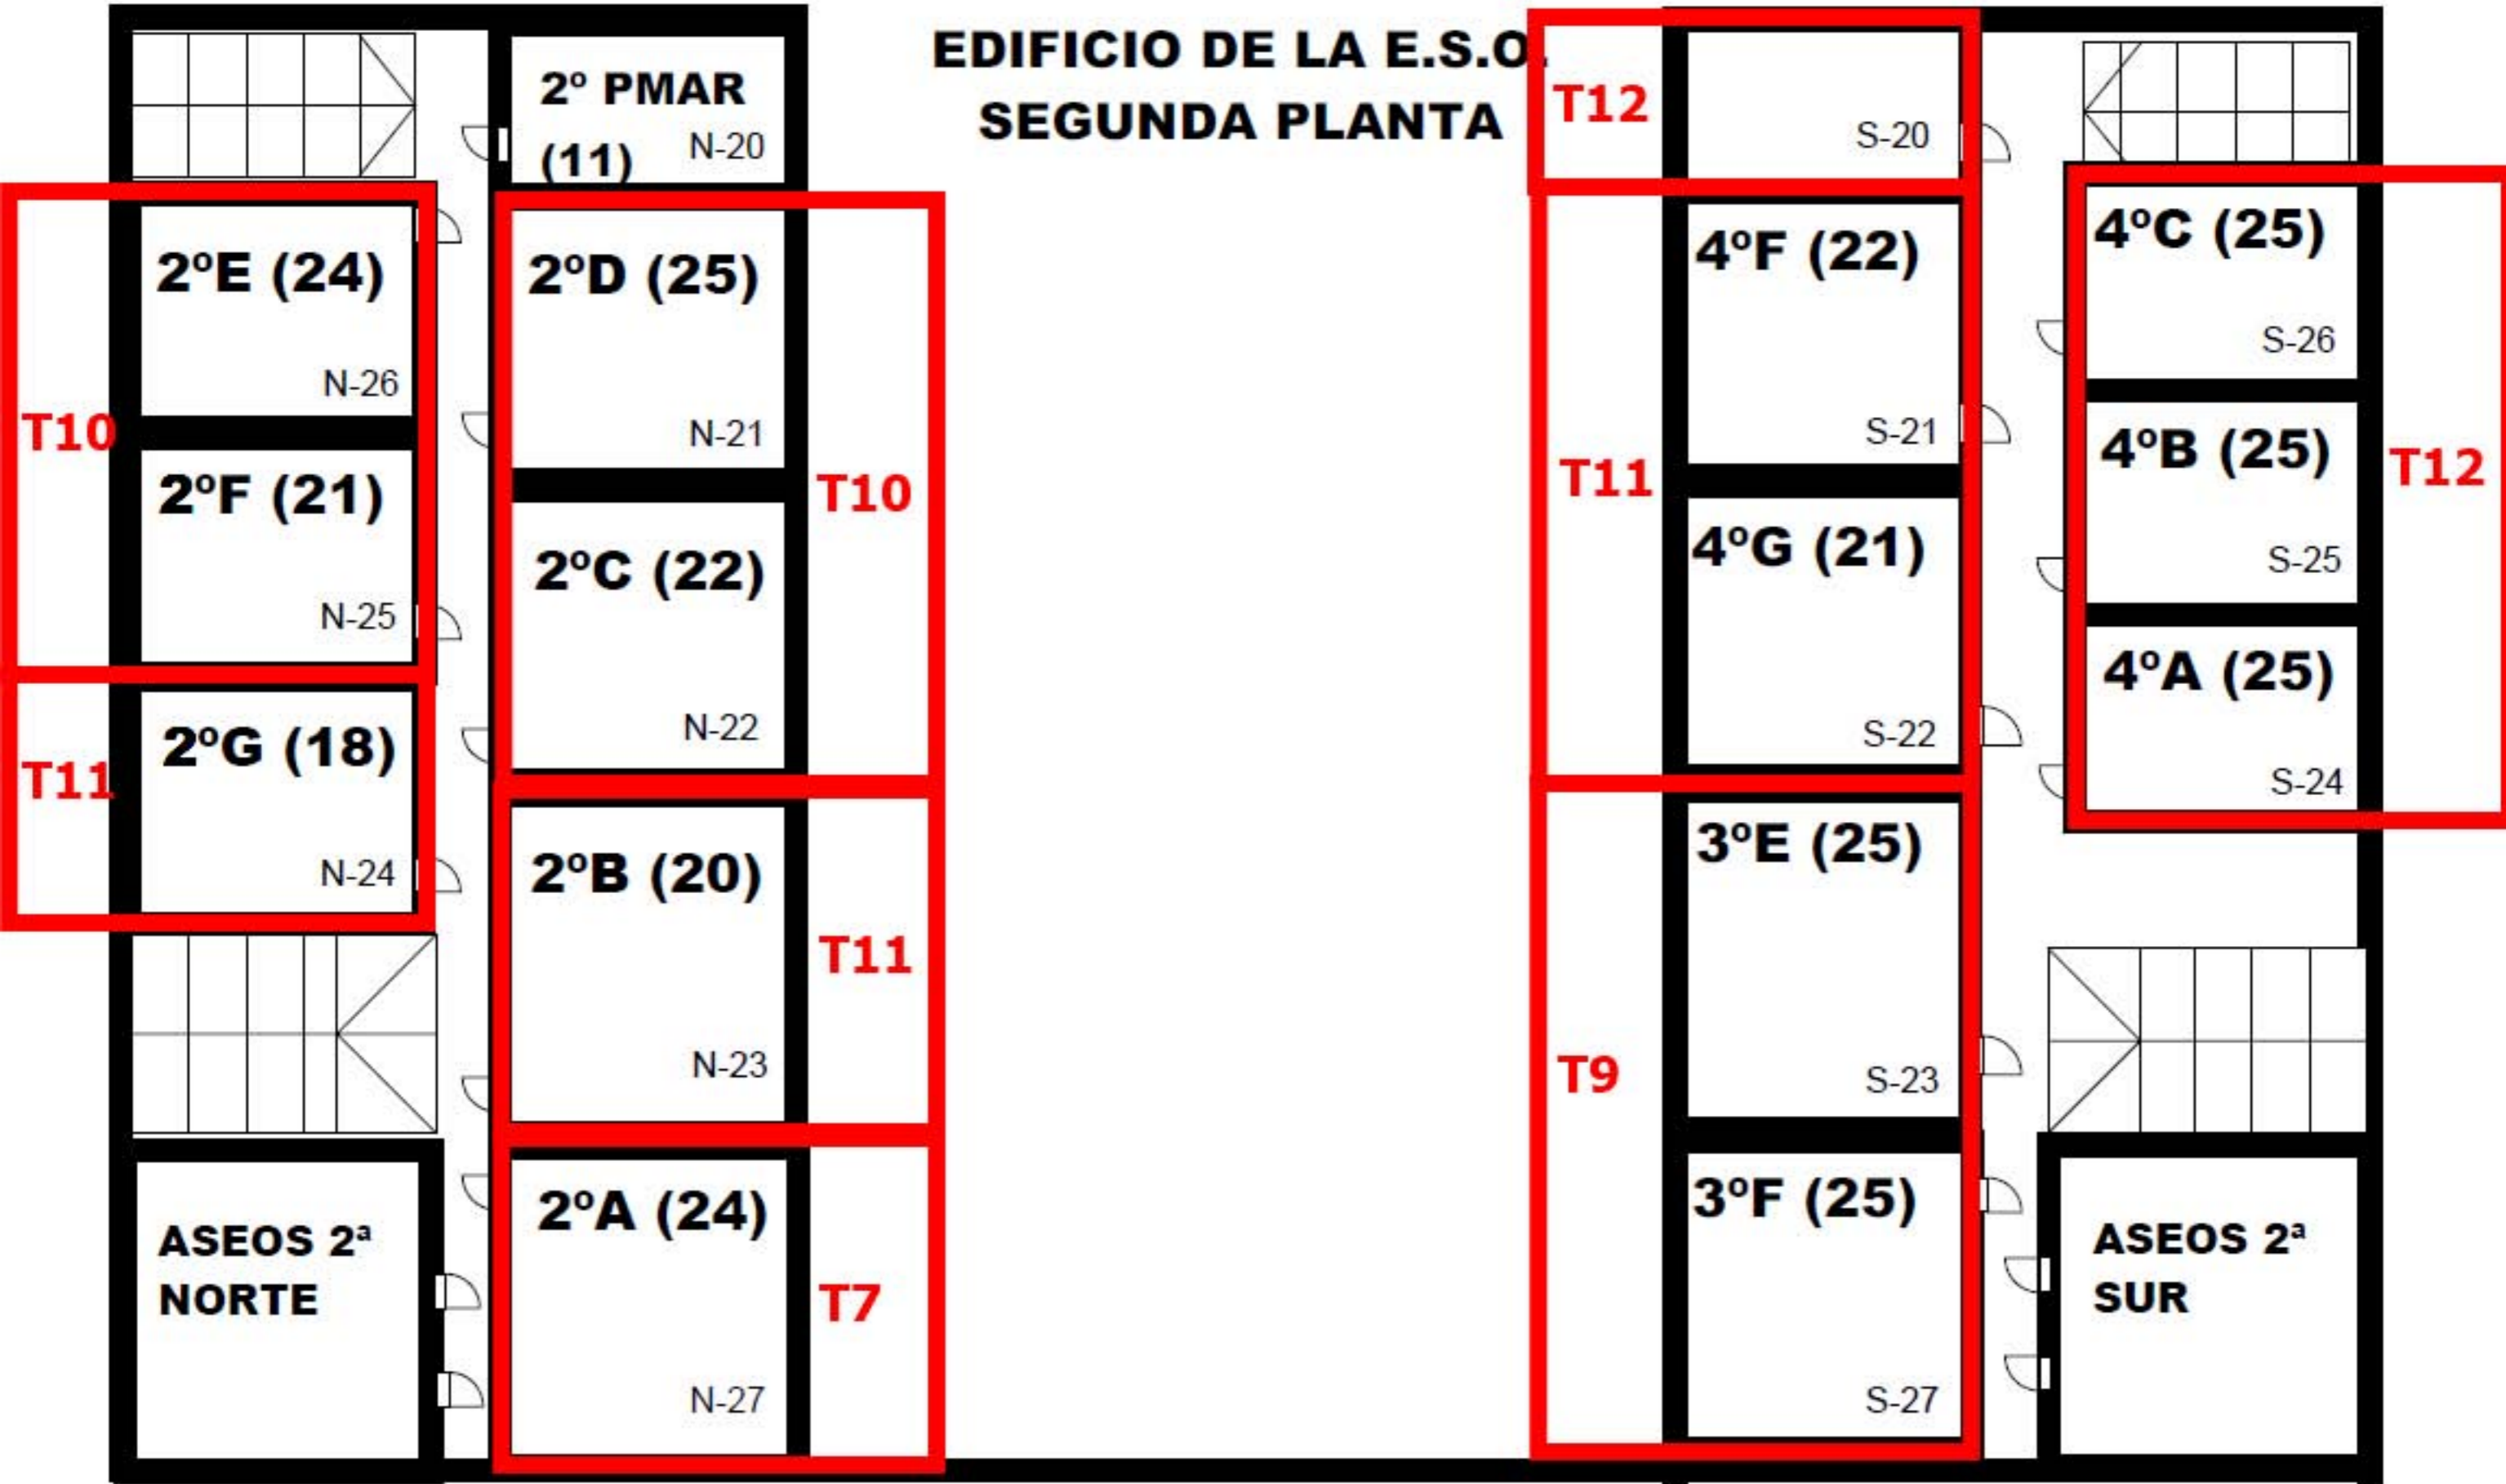 EDIFICIO DE LA E.S.O.
SEGUNDA PLANTA
2º PMAR
(11) N-20
T10
2ºE (24)
N-26
2ºF (21)
N-25
T11
2ºG (18)
N-24
ASEOS 2ª
NORTE
2ºD (25)
N-21
T10
2ºC (22)
N-22
2ºB (20)
T11
N-23
2ºA (24)
T7
N-27
T12
S-20
4ºF (22)
S-21
T11
4ºG (21)
S-22
3ºE (25)
T9
S-23
3ºF (25)
S-27
4ºC (25)
S-26
4ºB (25)
T12
S-25
4ºA (25)
S-24
ASEOS 2ª
SUR